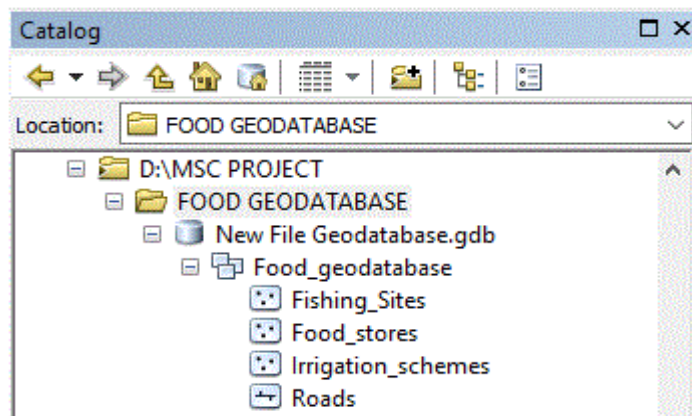 Catalog
Location: FOOD GEODATABASE
D:\MSC PROJECT
FOOD GEODATABASE
New File Geodatabase.gdb
Food_geodatabase
Fishing_Sites
Food_stores
Irrigation_schemes
Roads